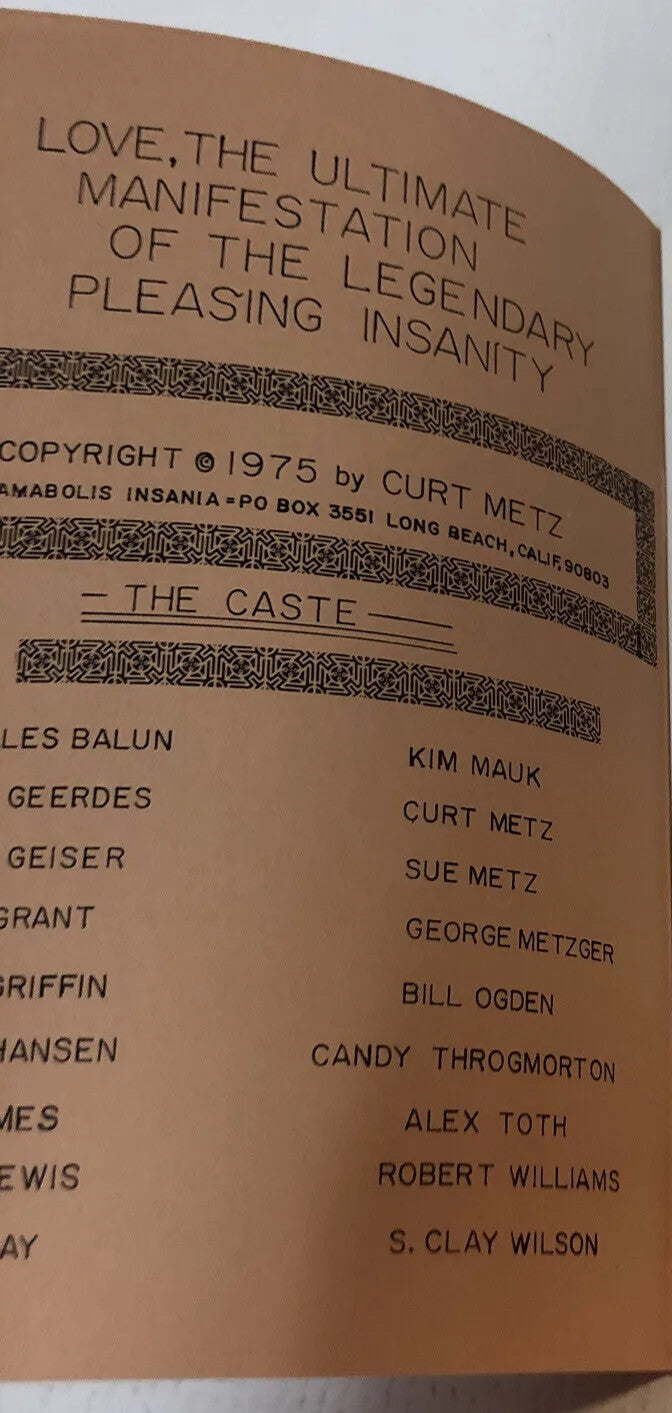 LOVE, THE ULTIMATE
MANIFESTATION
OF THE LEGENDARY
PLEASING INSANITY
COPYRIGHT © 1975 by CURT METZ
AMABOLIS INSANIA = PO BOX 3551 LONG BEACH, CALIF, 90803
— THE CASTE —
LES BALUN
KIM MAUK
GEERDES
CURT METZ
GEISER
SUE METZ
GRANT
GEORGE METZGER
GRIFFIN
BILL OGDEN
HANSEN
CANDY THROGMORTON
MES
ALEX TOTH
EWIS
ROBERT WILLIAMS
AY
S. CLAY WILSON